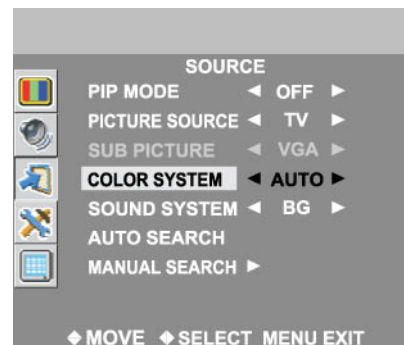 SOURCE
PIP MODE ◄ OFF ►
PICTURE SOURCE ◄ TV ►
SUB PICTURE ◄ VGA ►
COLOR SYSTEM ◄ AUTO ►
SOUND SYSTEM ◄ BG ►
AUTO SEARCH
MANUAL SEARCH ►
◆ MOVE ◆ SELECT MENU EXIT